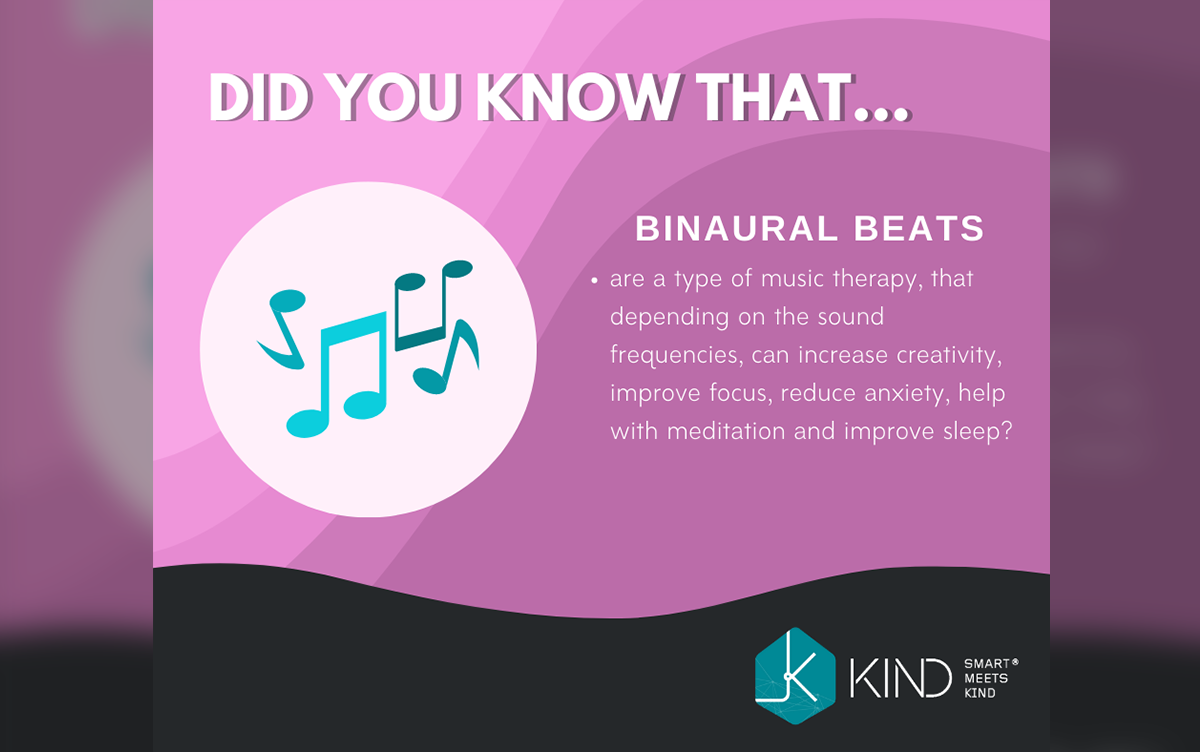 DID YOU KNOW THAT...
BINAURAL BEATS
• are a type of music therapy, that
depending on the sound
frequencies, can increase creativity,
improve focus, reduce anxiety, help
with meditation and improve sleep?
KIND
SMART®
MEETS
KIND